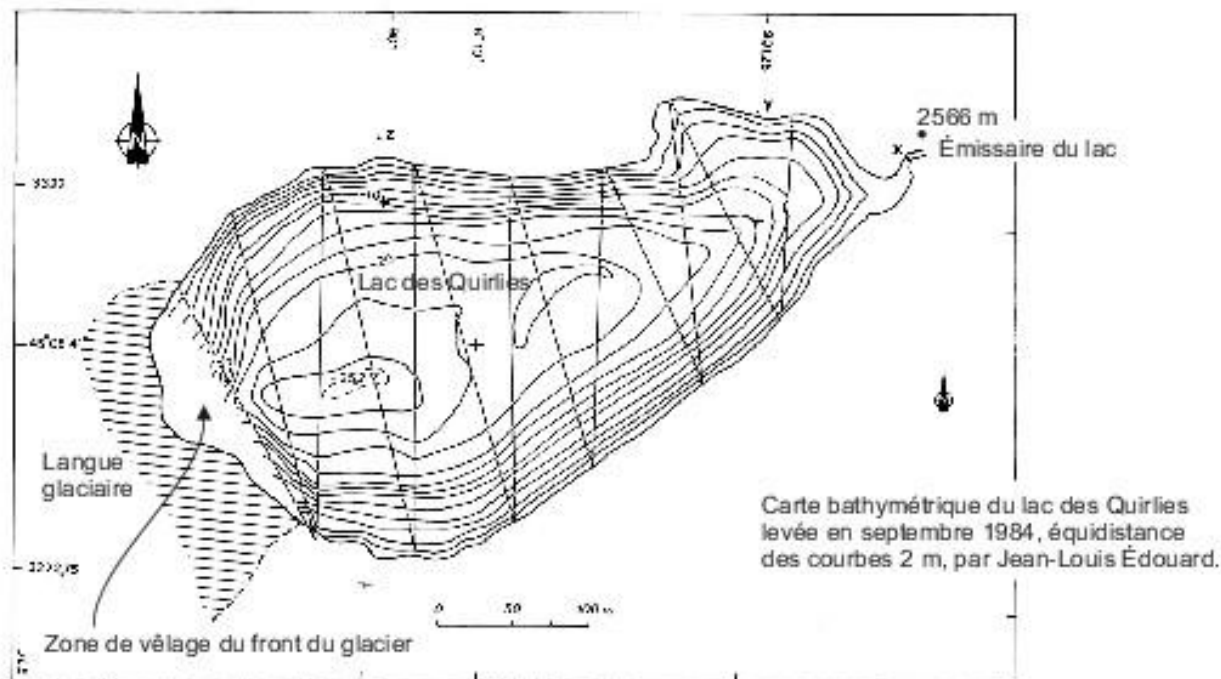 N
2566 m
Émissaire du lac
Z
Y
X
20
Lac des Quirlies
Langue
glaciaire
Carte bathymétrique du lac des Quirlies
levée en septembre 1984, équidistance
des courbes 2 m, par Jean-Louis Édouard.
0 50 100 m
Zone de vêlage du front du glacier